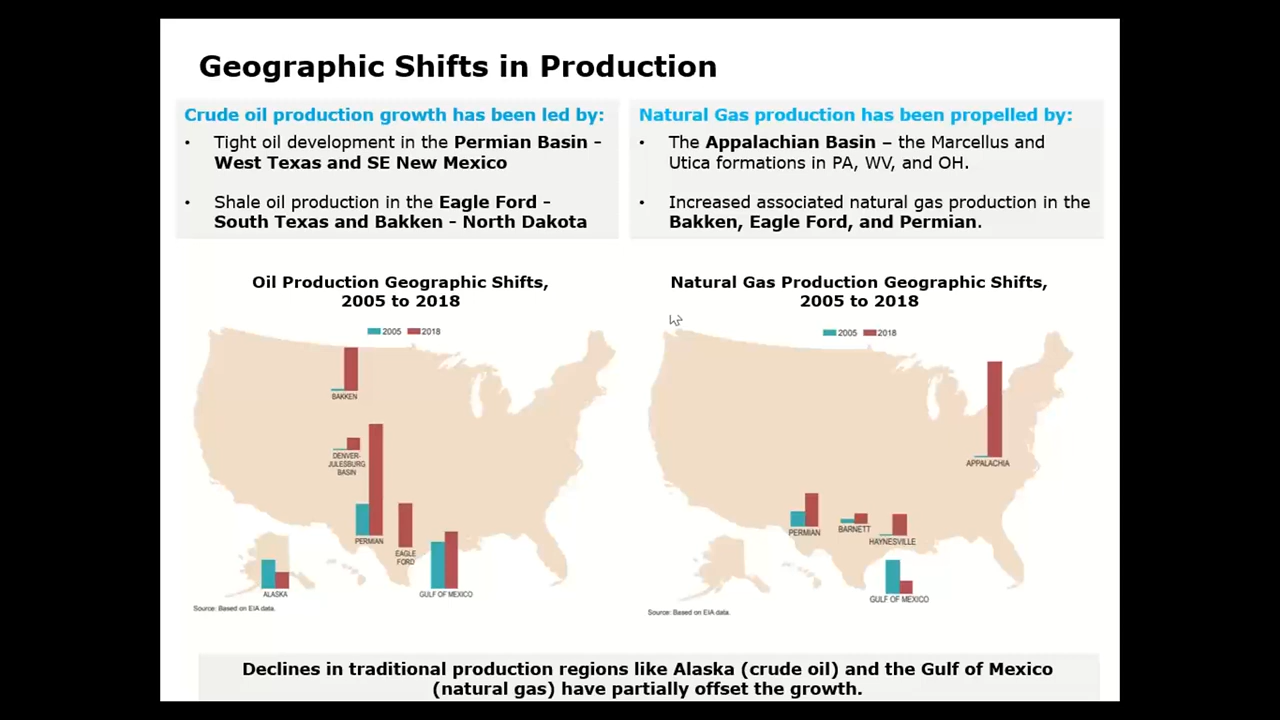 Geographic Shifts in Production
Crude oil production growth has been led by:
• Tight oil development in the Permian Basin –
West Texas and SE New Mexico
• Shale oil production in the Eagle Ford –
South Texas and Bakken – North Dakota
Natural Gas production has been propelled by:
• The Appalachian Basin – the Marcellus and
Utica formations in PA, WV, and OH.
• Increased associated natural gas production in the
Bakken, Eagle Ford, and Permian.
Oil Production Geographic Shifts,
2005 to 2018
2005 2018
BAKKEN
DENVER-
JULESBURG
BASIN
PERMIAN
EAGLE
FORD
ALASKA
GULF OF MEXICO
Source: Based on EIA data.
Natural Gas Production Geographic Shifts,
2005 to 2018
2005 2018
APPALACHIA
PERMIAN
BARNETT
HAYNESVILLE
GULF OF MEXICO
Source: Based on EIA data.
Declines in traditional production regions like Alaska (crude oil) and the Gulf of Mexico
(natural gas) have partially offset the growth.